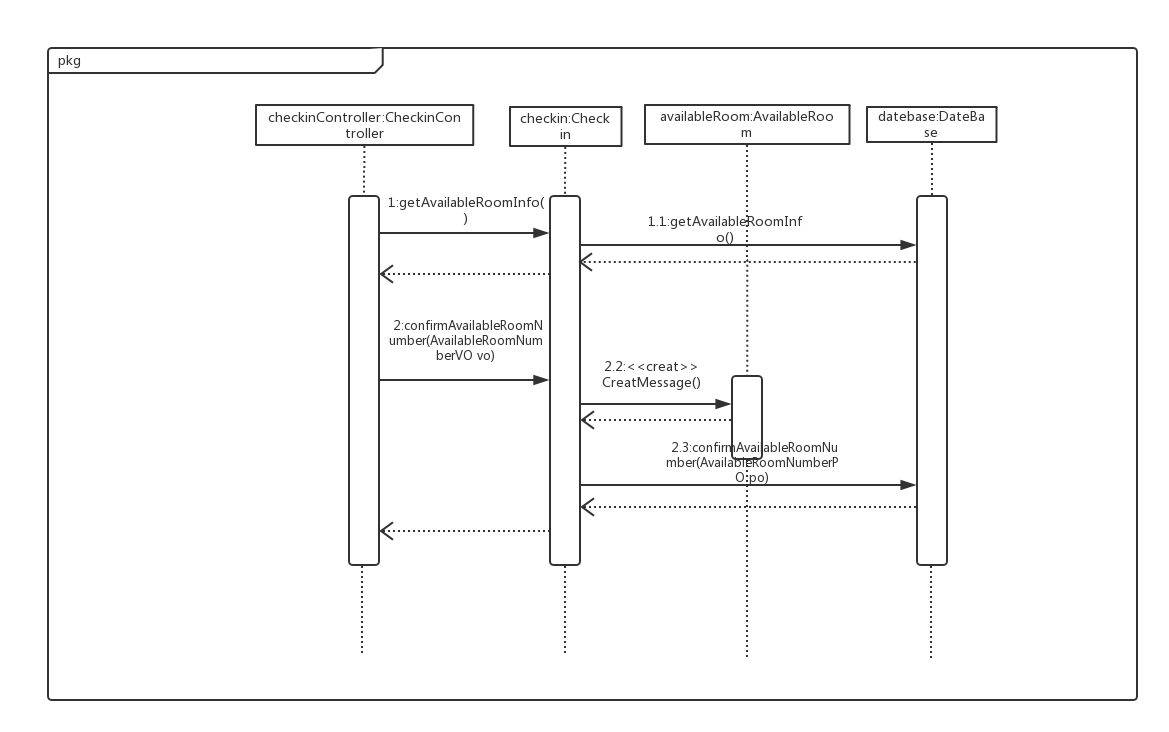 pkg
checkinController:CheckinCon
troller
checkin:Check
in
availableRoom:AvailableRoo
m
datebase:DateBa
se
1:getAvailableRoomInfo(
)
1.1:getAvailableRoomInf
o()
2:confirmAvailableRoomN
umber(AvailableRoomNum
berVO vo)
2.2:<<creat>>
CreatMessage()
2.3:confirmAvailableRoomNu
mber(AvailableRoomNumberP
O po)